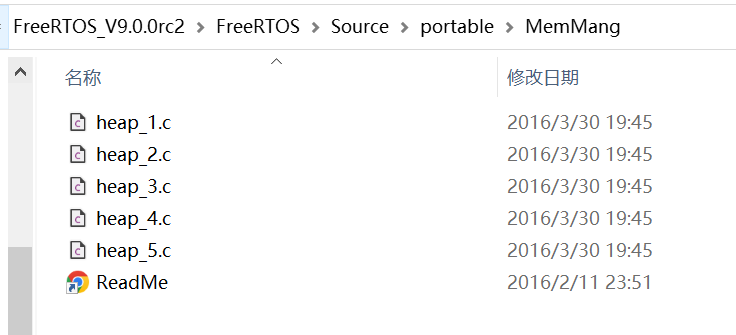 FreeRTOS_V9.0.0rc2 > FreeRTOS > Source > portable > MemMang
名称 修改日期
heap_1.c 2016/3/30 19:45
heap_2.c 2016/3/30 19:45
heap_3.c 2016/3/30 19:45
heap_4.c 2016/3/30 19:45
heap_5.c 2016/3/30 19:45
ReadMe 2016/2/11 23:51